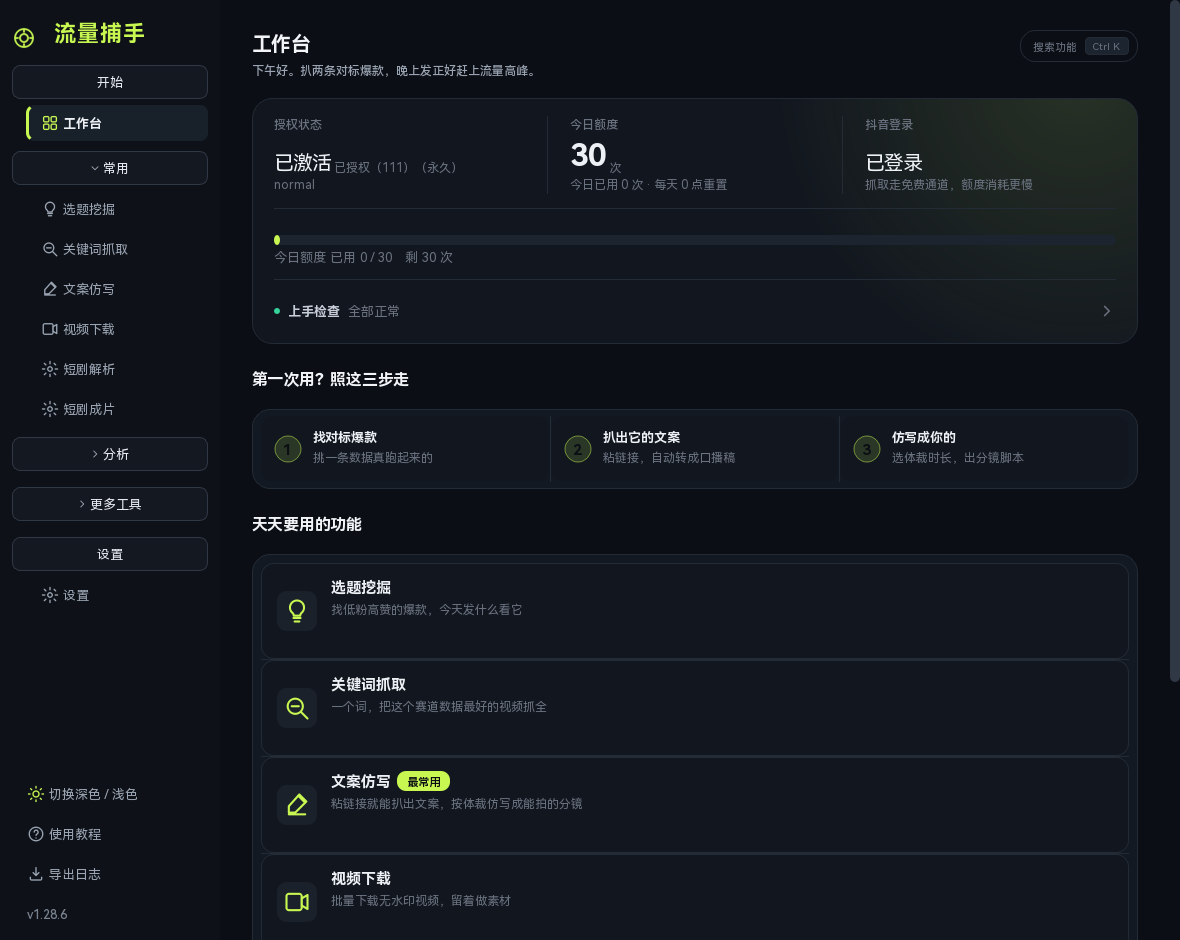 流量捕手
开始
工作台
常用
选题挖掘
关键词抓取
文案仿写
视频下载
短剧解析
短剧成片
分析
更多工具
设置
设置
切换深色 / 浅色
使用教程
导出日志
v1.28.6
工作台
下午好。扒两条对标爆款，晚上发正好赶上流量高峰。
搜索功能 Ctrl K
授权状态
已激活 已授权（111）（永久）
normal
今日额度
30 次
今日已用 0 次 · 每天 0 点重置
抖音登录
已登录
抓取走免费通道，额度消耗更慢
今日额度 已用 0 / 30 剩 30 次
上手检查 全部正常
第一次用？照这三步走
1 找对标爆款
挑一条数据真跑起来的
2 扒出它的文案
粘链接，自动转成口播稿
3 仿写成你的
选体裁时长，出分镜脚本
天天要用的功能
选题挖掘
找低粉高赞的爆款，今天发什么看它
关键词抓取
一个词，把这个赛道数据最好的视频抓全
文案仿写 最常用
粘链接就能扒出文案，按体裁仿写成能拍的分镜
视频下载
批量下载无水印视频，留着做素材